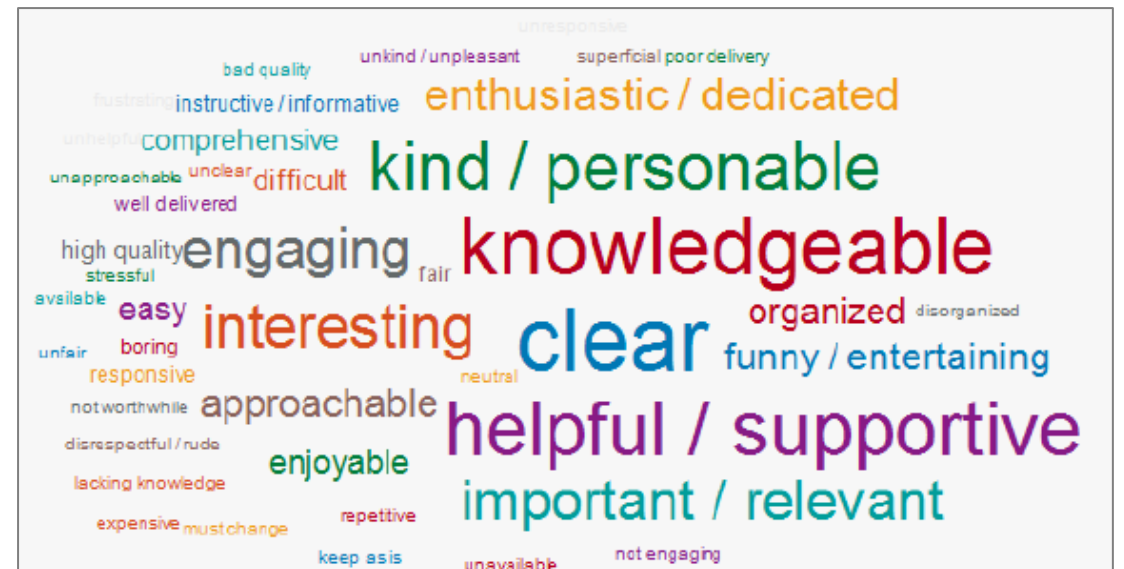 unresponsive
unkind / unpleasant
superficial
poor delivery
bad quality
enthusiastic / dedicated
frustrating
instructive / informative
unhelpful
comprehensive
kind / personable
unapproachable
unclear
difficult
well delivered
knowledgeable
high quality
engaging
fair
stressful
available
easy
interesting
clear
organized
disorganized
unfair
boring
funny / entertaining
responsive
neutral
not worthwhile
approachable
helpful / supportive
disrespectful / rude
enjoyable
lacking knowledge
important / relevant
expensive
must change
repetitive
keep as is
unavailable
not engaging